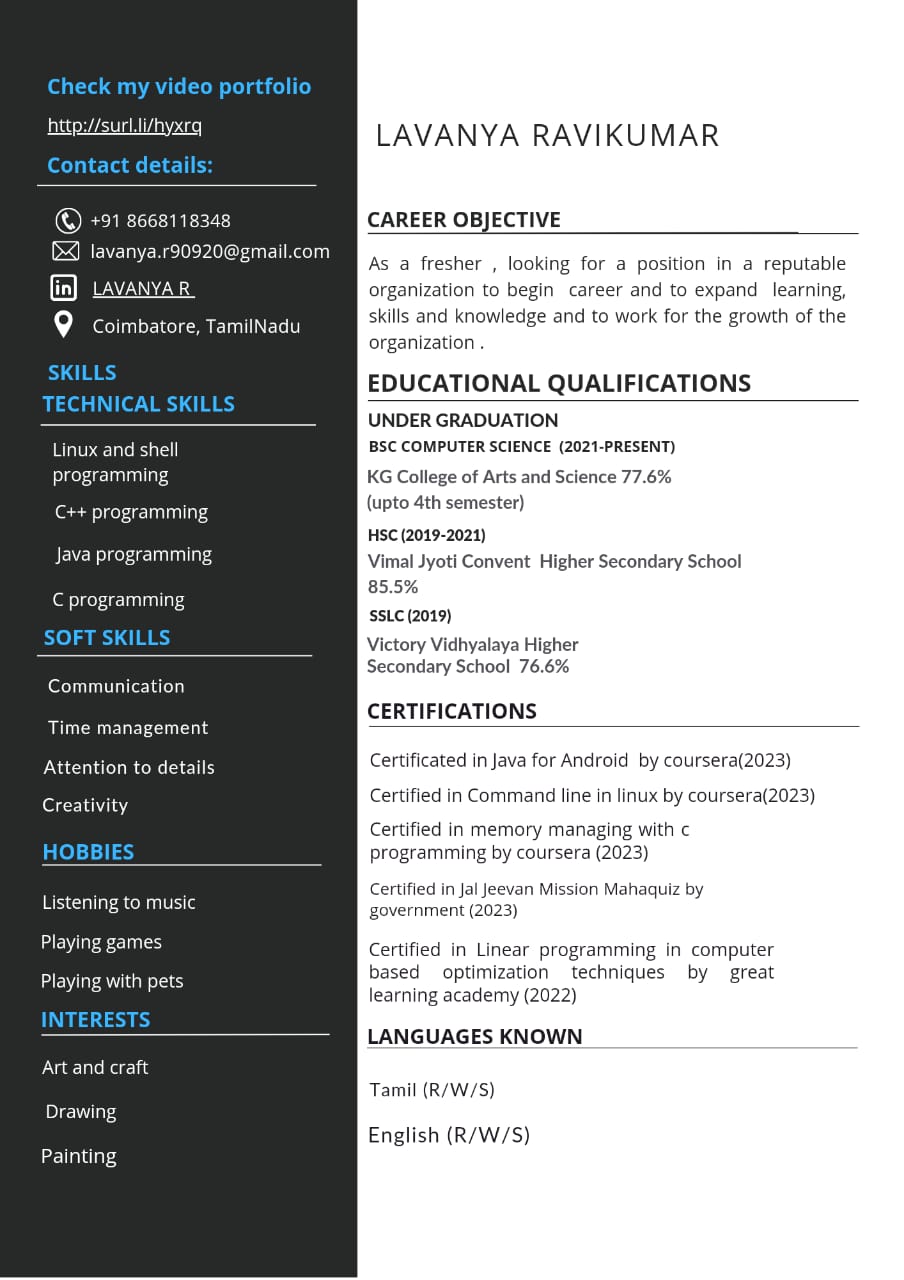 Check my video portfolio
http://surl.li/hyxrq
Contact details:
+91 8668118348
lavanya.r90920@gmail.com
in
LAVANYA R
Coimbatore, TamilNadu
SKILLS
TECHNICAL SKILLS
Linux and shell
programming
C++ programming
Java programming
C programming
SOFT SKILLS
Communication
Time management
Attention to details
Creativity
HOBBIES
Listening to music
Playing games
Playing with pets
INTERESTS
Art and craft
Drawing
Painting
LAVANYA RAVIKUMAR
CAREER OBJECTIVE
As a fresher , looking for a position in a reputable
organization to begin career and to expand learning,
skills and knowledge and to work for the growth of the
organization .
EDUCATIONAL QUALIFICATIONS
UNDER GRADUATION
BSC COMPUTER SCIENCE (2021-PRESENT)
KG College of Arts and Science 77.6%
(upto 4th semester)
HSC (2019-2021)
Vimal Jyoti Convent Higher Secondary School
85.5%
SSLC (2019)
Victory Vidhyalaya Higher
Secondary School 76.6%
CERTIFICATIONS
Certificated in Java for Android by coursera(2023)
Certified in Command line in linux by coursera(2023)
Certified in memory managing with c
programming by coursera (2023)
Certified in Jal Jeevan Mission Mahaquiz by
government (2023)
Certified in Linear programming in computer
based optimization techniques by great
learning academy (2022)
LANGUAGES KNOWN
Tamil (R/W/S)
English (R/W/S)